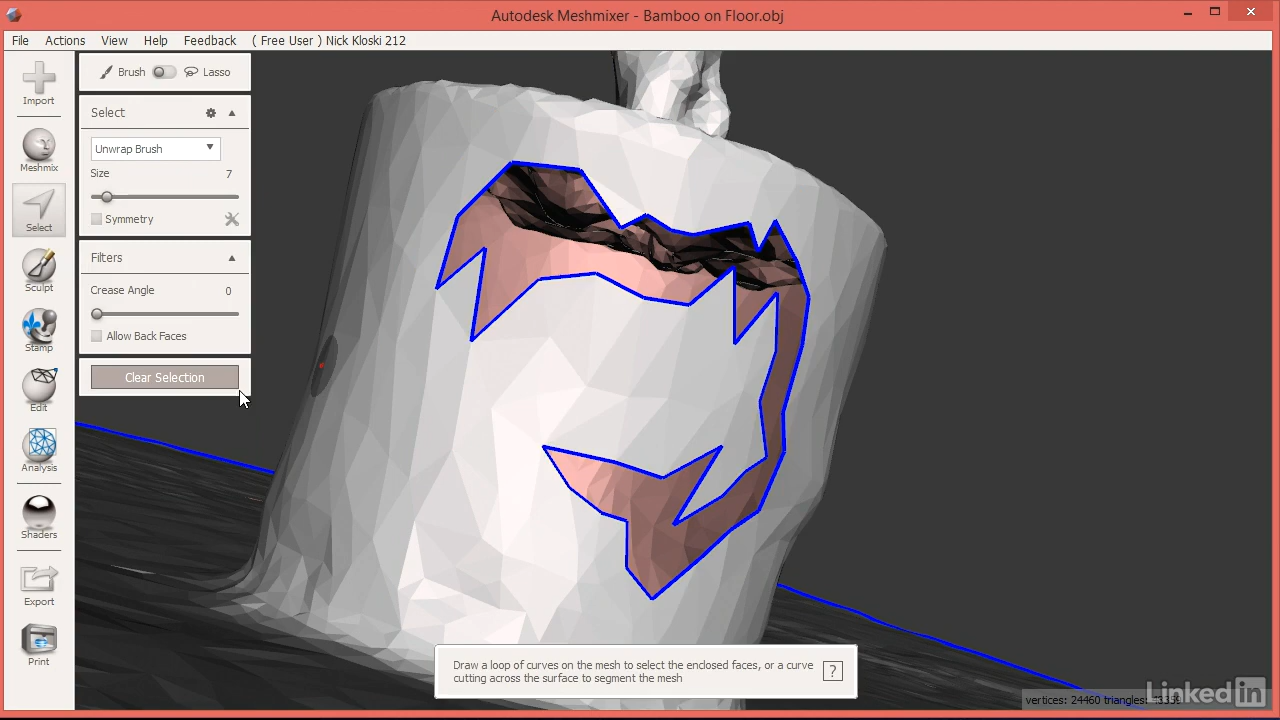 Autodesk Meshmixer - Bamboo on Floor.obj
File Actions View Help Feedback ( Free User ) Nick Kloski 212
Import
Meshmix
Select
Sculpt
Stamp
Edit
Analysis
Shaders
Export
Print
Brush Lasso
Select
Unwrap Brush
Size 7
Symmetry
Filters
Crease Angle 0
Allow Back Faces
Clear Selection
Draw a loop of curves on the mesh to select the enclosed faces, or a curve
cutting across the surface to segment the mesh
?
vertices: 24460 triangles:
Linked in